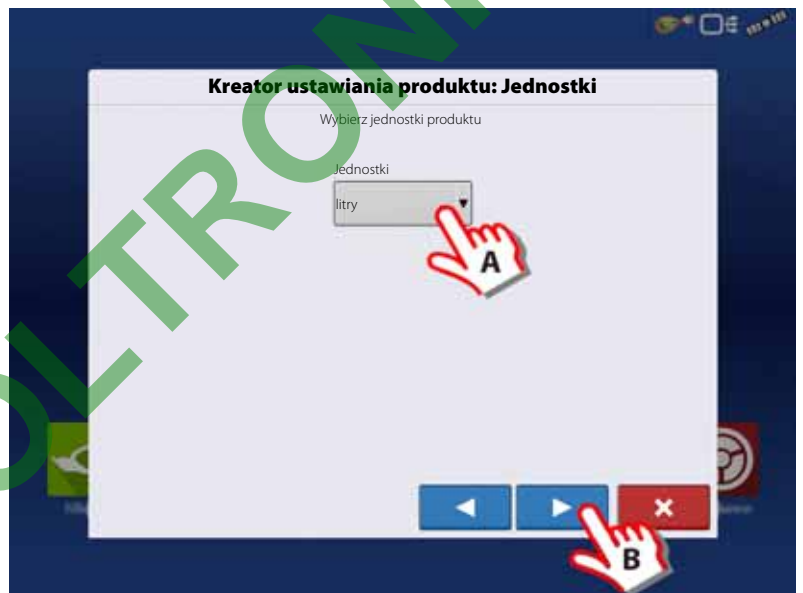 Kreator ustawiania produktu: Jednostki
Wybierz jednostki produktu
Jednostki
litry
A
B